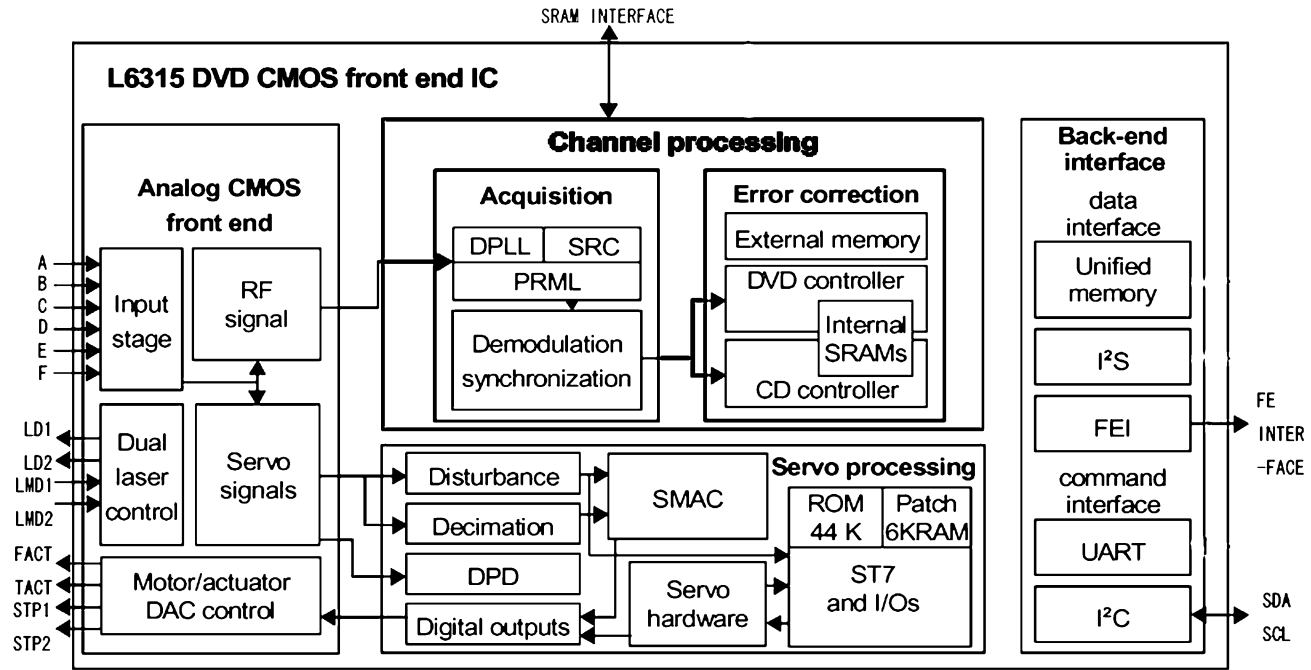 SRAM INTERFACE
L6315 DVD CMOS front end IC
Analog CMOS
front end
A
B
C
D
E
F
Input
stage
RF
signal
LD1
LD2
LMD1
LMD2
Dual
laser
control
Servo
signals
FACT
TACT
STP1
STP2
Motor/actuator
DAC control
Channel processing
Acquisition
DPLL
SRC
PRML
Demodulation
synchronization
Error correction
External memory
DVD controller
Internal
SRAMs
CD controller
Servo processing
Disturbance
Decimation
DPD
Digital outputs
SMAC
Servo
hardware
ROM
44 K
Patch
6KRAM
ST7
and I/Os
Back-end
interface
data
interface
Unified
memory
I²S
FEI
command
interface
UART
I²C
FE
INTER
-FACE
SDA
SCL